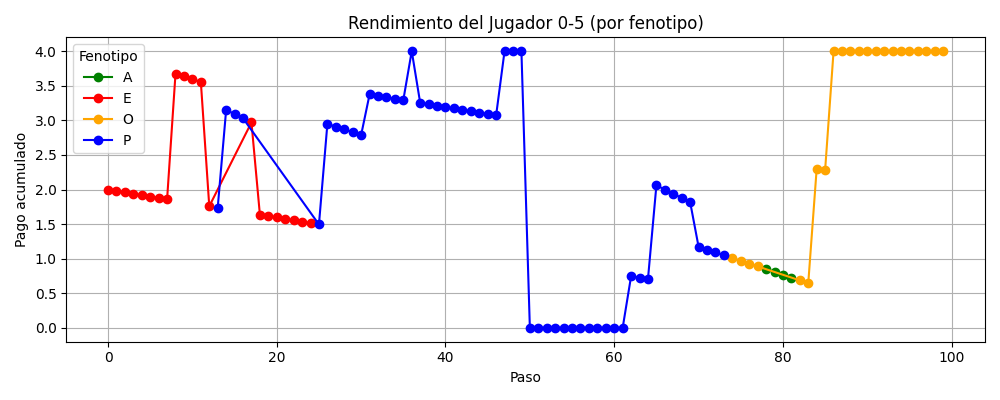 Rendimiento del Jugador 0-5 (por fenotipo)
Fenotipo
A
E
O
P
Pago acumulado
4.0
3.5
3.0
2.5
2.0
1.5
1.0
0.5
0.0
0 20 40 60 80 100
Paso